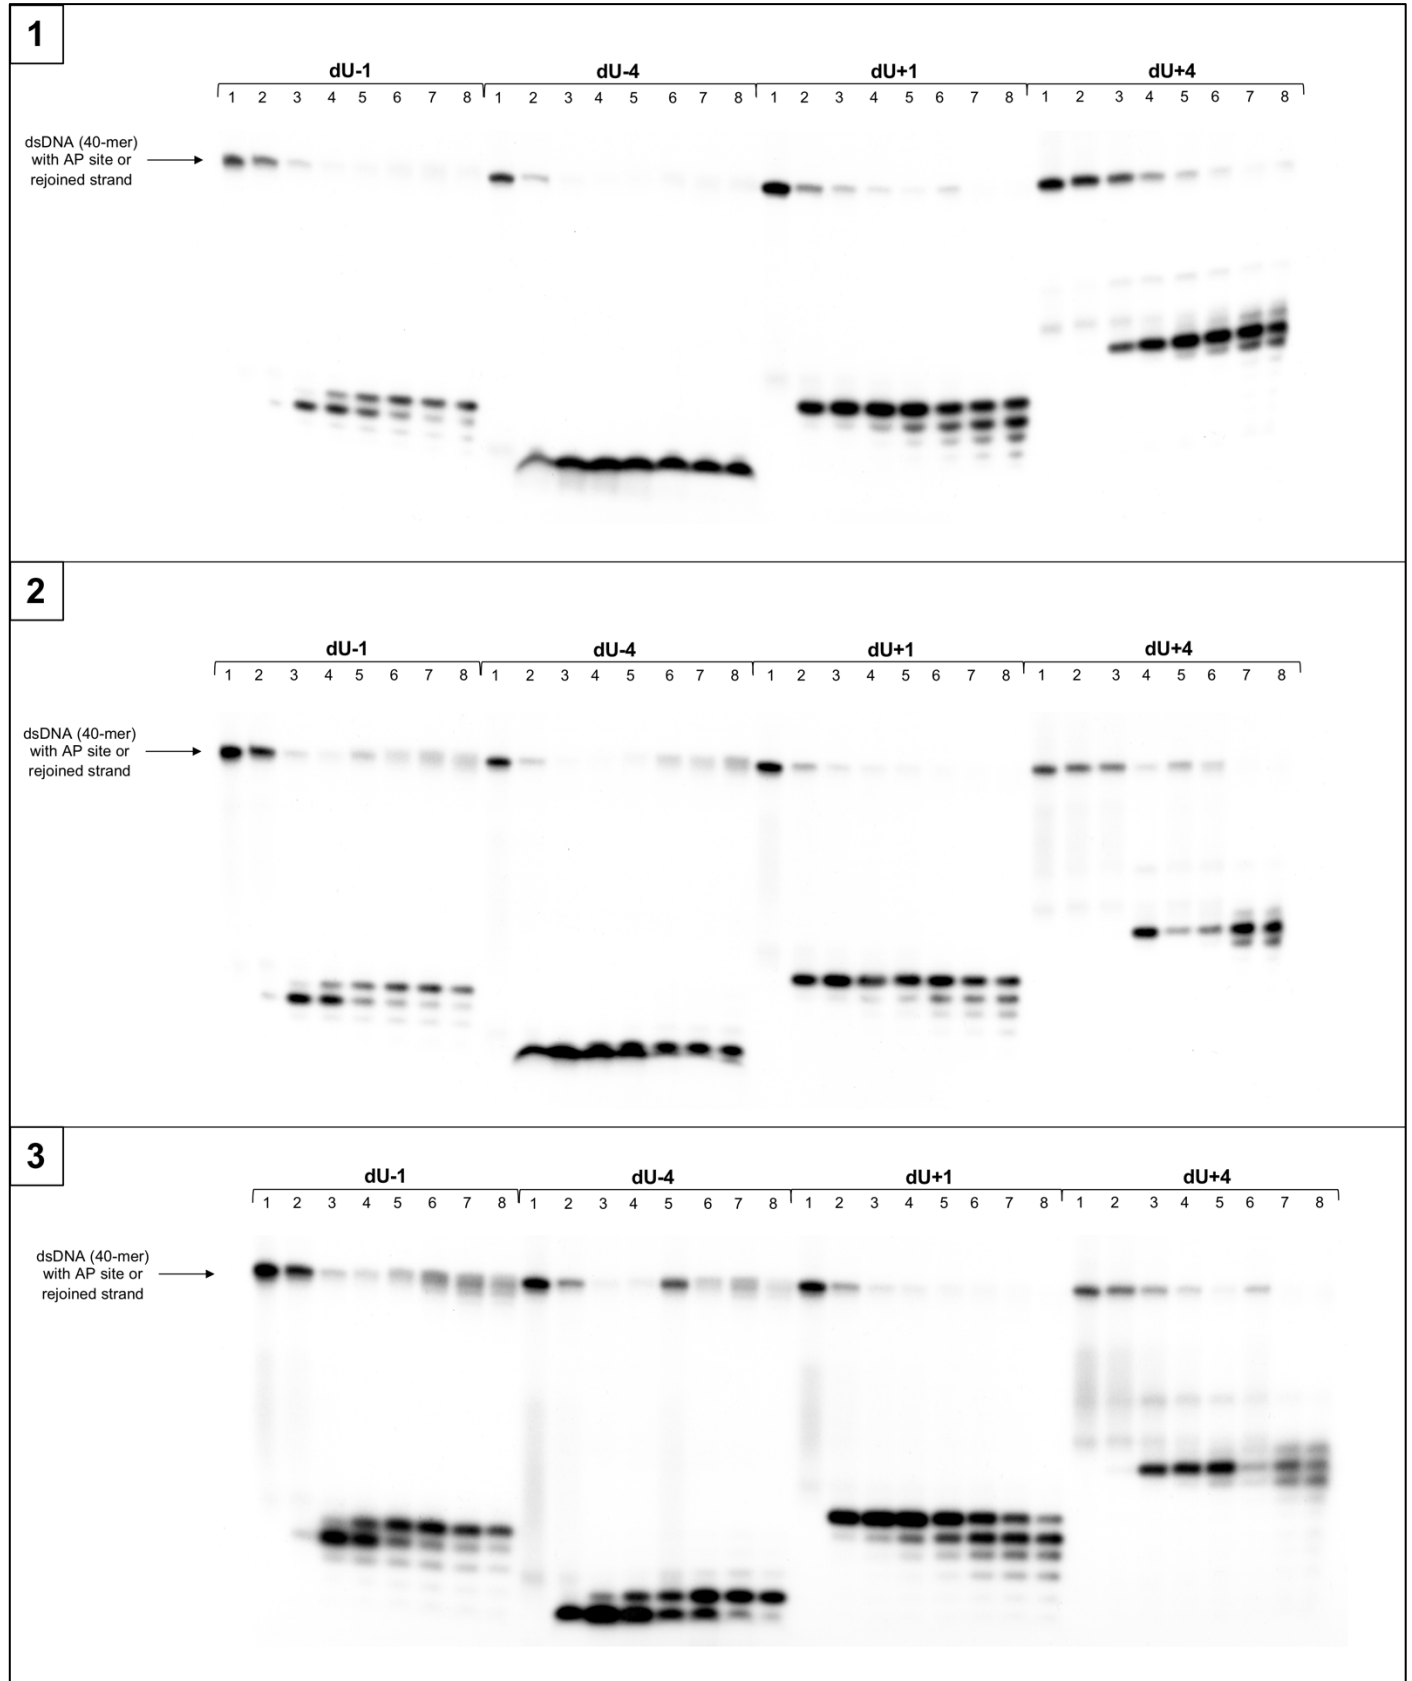 1
dU-1 dU-4 dU+1 dU+4
1 2 3 4 5 6 7 8 1 2 3 4 5 6 7 8 1 2 3 4 5 6 7 8 1 2 3 4 5 6 7 8
dsDNA (40-mer)
with AP site or
rejoined strand
2
dU-1 dU-4 dU+1 dU+4
1 2 3 4 5 6 7 8 1 2 3 4 5 6 7 8 1 2 3 4 5 6 7 8 1 2 3 4 5 6 7 8
dsDNA (40-mer)
with AP site or
rejoined strand
3
dU-1 dU-4 dU+1 dU+4
1 2 3 4 5 6 7 8 1 2 3 4 5 6 7 8 1 2 3 4 5 6 7 8 1 2 3 4 5 6 7 8
dsDNA (40-mer)
with AP site or
rejoined strand